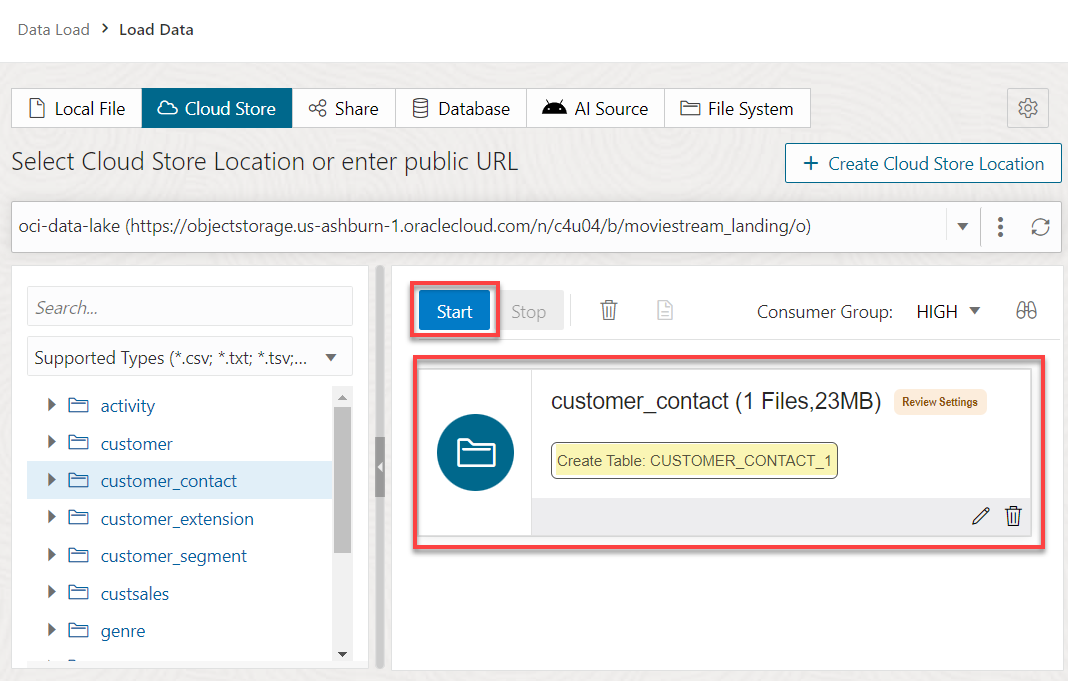 Data Load > Load Data
Local File
Cloud Store
Share
Database
AI Source
File System
Select Cloud Store Location or enter public URL
+ Create Cloud Store Location
oci-data-lake (https://objectstorage.us-ashburn-1.oraclecloud.com/n/c4u04/b/moviestream_landing/o)
Search...
Supported Types (*.csv; *.txt; *.tsv;...
activity
customer
customer_contact
customer_extension
customer_segment
custsales
genre
Start
Stop
Consumer Group: HIGH
customer_contact (1 Files,23MB)
Review Settings
Create Table: CUSTOMER_CONTACT_1